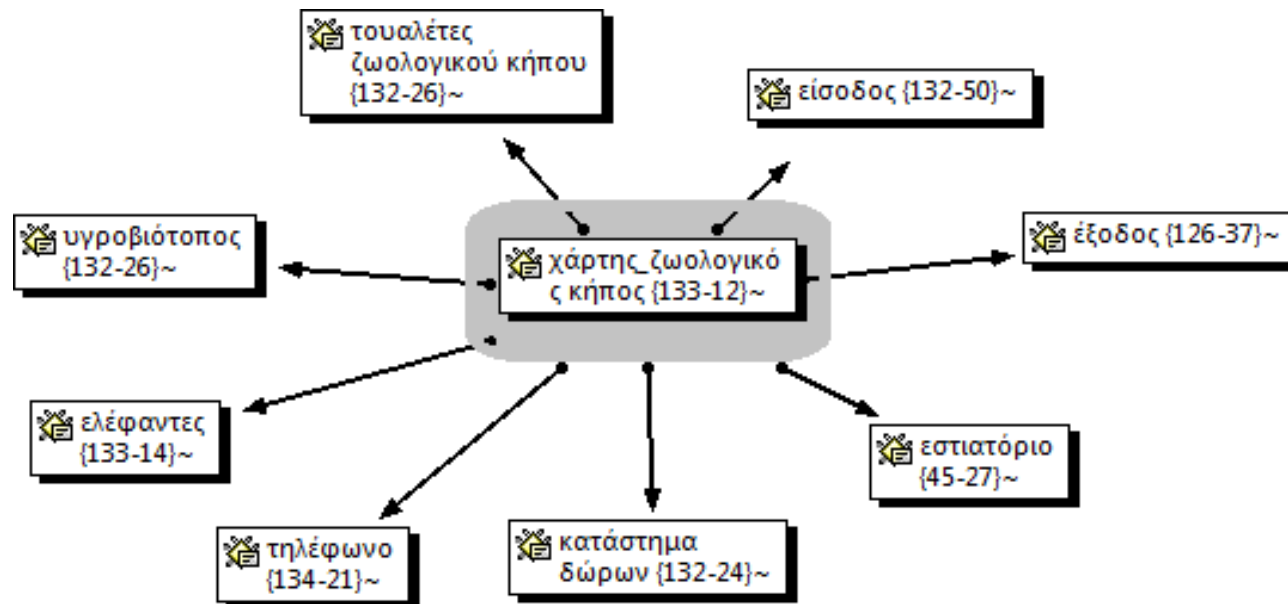 τουαλέτες
ζωολογικού κήπου
{132-26}~
είσοδος {132-50}~
υγροβιότοπος
{132-26}~
χάρτης_ζωολογικό
ς κήπος {133-12}~
έξοδος {126-37}~
ελέφαντες
{133-14}~
εστιατόριο
{45-27}~
τηλέφωνο
{134-21}~
κατάστημα
δώρων {132-24}~